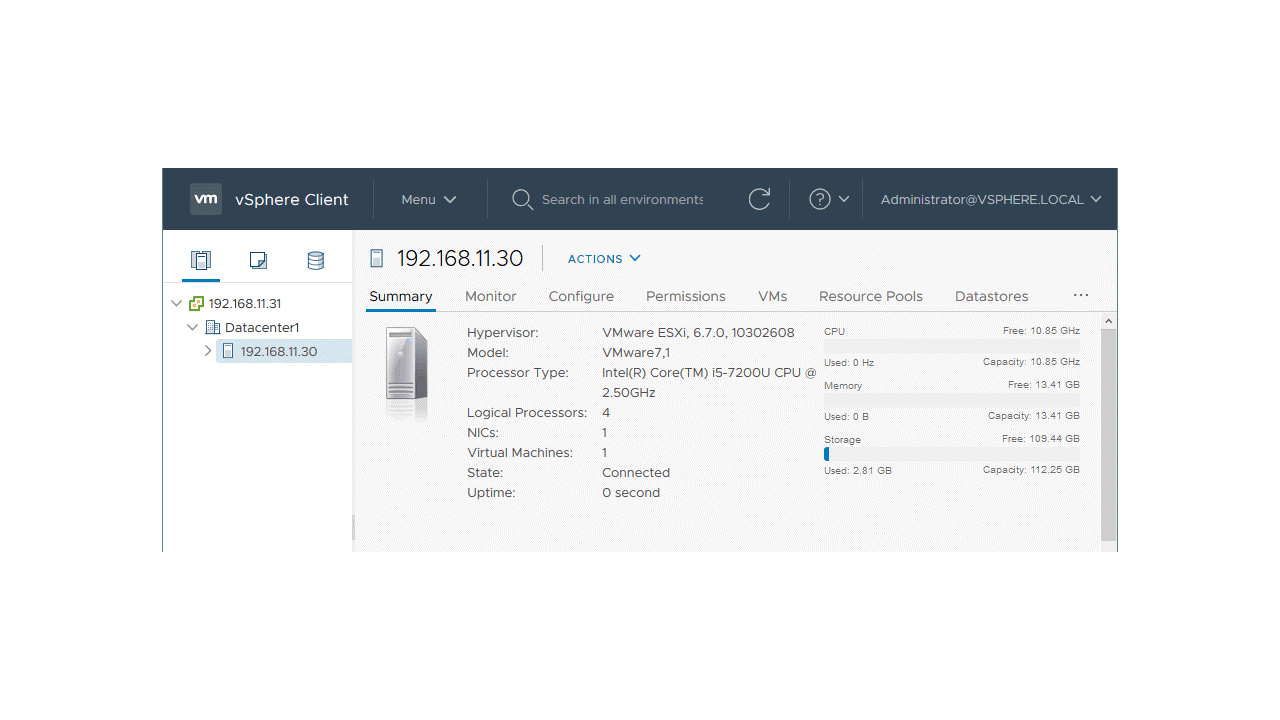 vm vSphere Client Menu Search in all environments ? Administrator@VSPHERE.LOCAL
192.168.11.30 ACTIONS
Summary Monitor Configure Permissions VMs Resource Pools Datastores ...
192.168.11.31
Datacenter1
192.168.11.30
Hypervisor: VMware ESXi, 6.7.0, 10302608
Model: VMware7,1
Processor Type: Intel(R) Core(TM) i5-7200U CPU @
2.50GHz
Logical Processors: 4
NICs: 1
Virtual Machines: 1
State: Connected
Uptime: 0 second
CPU Free: 10.85 GHz
Used: 0 Hz Capacity: 10.85 GHz
Memory Free: 13.41 GB
Used: 0 B Capacity: 13.41 GB
Storage Free: 109.44 GB
Used: 2.81 GB Capacity: 112.25 GB